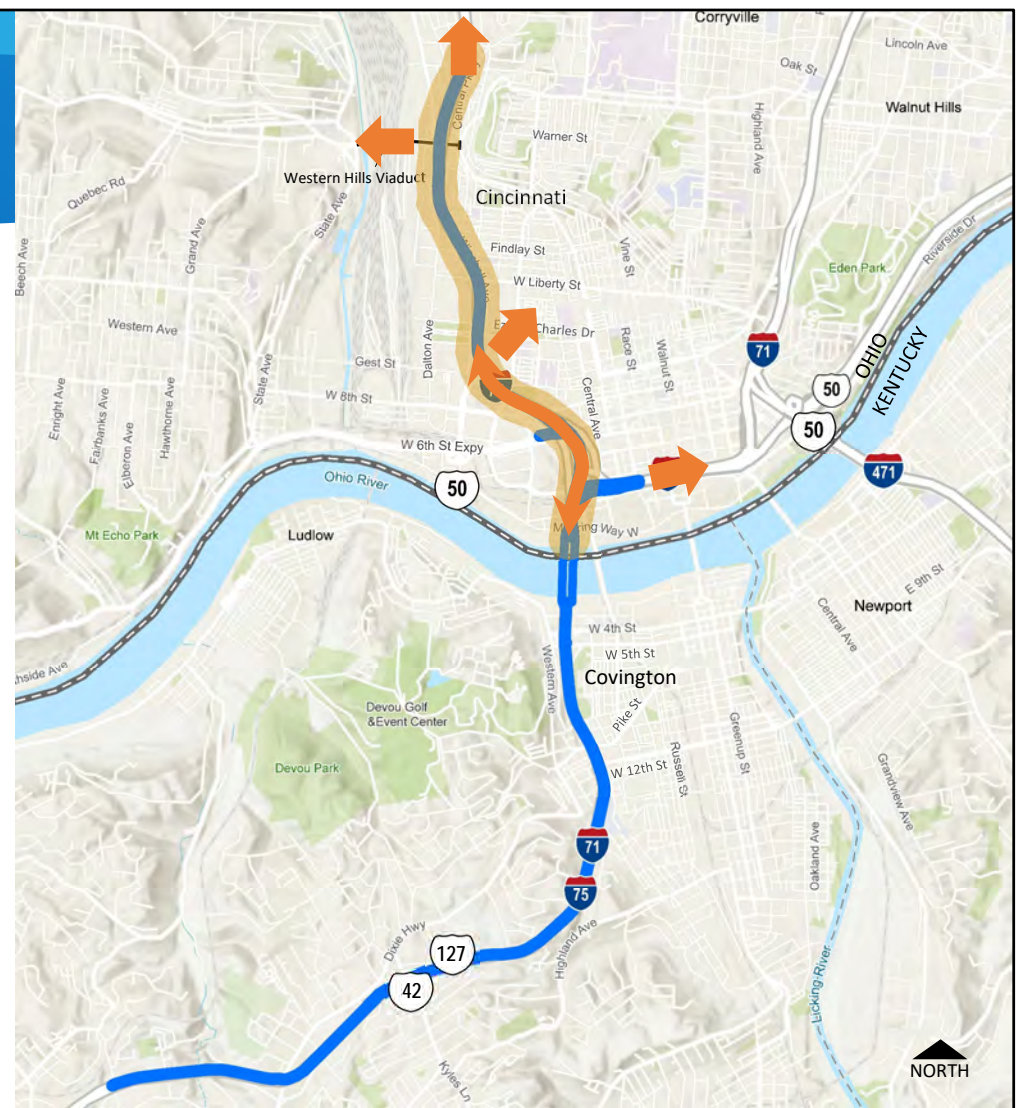 Corryville
Lincoln Ave
Oak St
Central Pkwy
Highland Ave
Walnut Hills
Warner St
Western Hills Viaduct
Quebec Rd
Cincinnati
State Ave
Grand Ave
Beech Ave
Findlay St
Vine St
Riverside Dr
Eden Park
W Liberty St
Western Ave
Dalton Ave
Charles Dr
Race St
Walnut St
71
OHIO
KENTUCKY
Gest St
State Ave
50
Enright Ave
Fairbanks Ave
Elberon Ave
Hawthorne Ave
W 8th St
Central Ave
50
W 6th St Expy
471
Ohio River
50
Mt Echo Park
Ludlow
Way W
E 9th St
Newport
Central Ave
W 4th St
W 5th St
Western Ave
Covington
Devou Golf
&Event Center
Pike St
Greenup St
Devou Park
W 12th St
Russell St
Grandview Ave
71
Oakland Ave
75
Dixie Hwy
127
Highland Ave
42
Licking River
Kyles Ln
NORTH